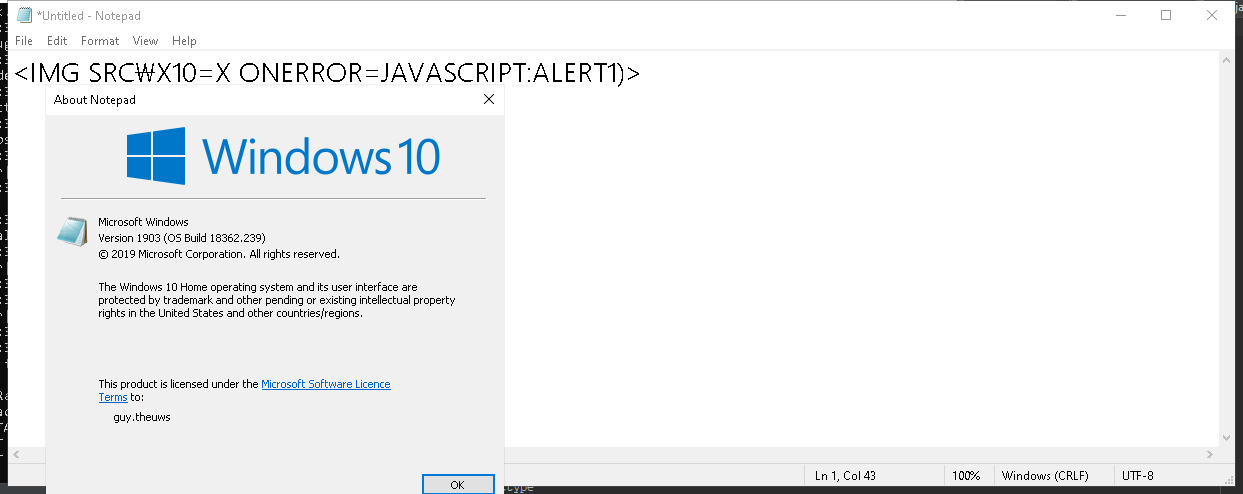 *Untitled - Notepad
File Edit Format View Help
<IMG SRC₩X10=X ONERROR=JAVASCRIPT:ALERT1)>
About Notepad
Windows 10
Microsoft Windows
Version 1903 (OS Build 18362.239)
© 2019 Microsoft Corporation. All rights reserved.
The Windows 10 Home operating system and its user interface are
protected by trademark and other pending or existing intellectual property
rights in the United States and other countries/regions.
This product is licensed under the Microsoft Software Licence
Terms to:
guy.theuws
OK
Ln 1, Col 43 100% Windows (CRLF) UTF-8